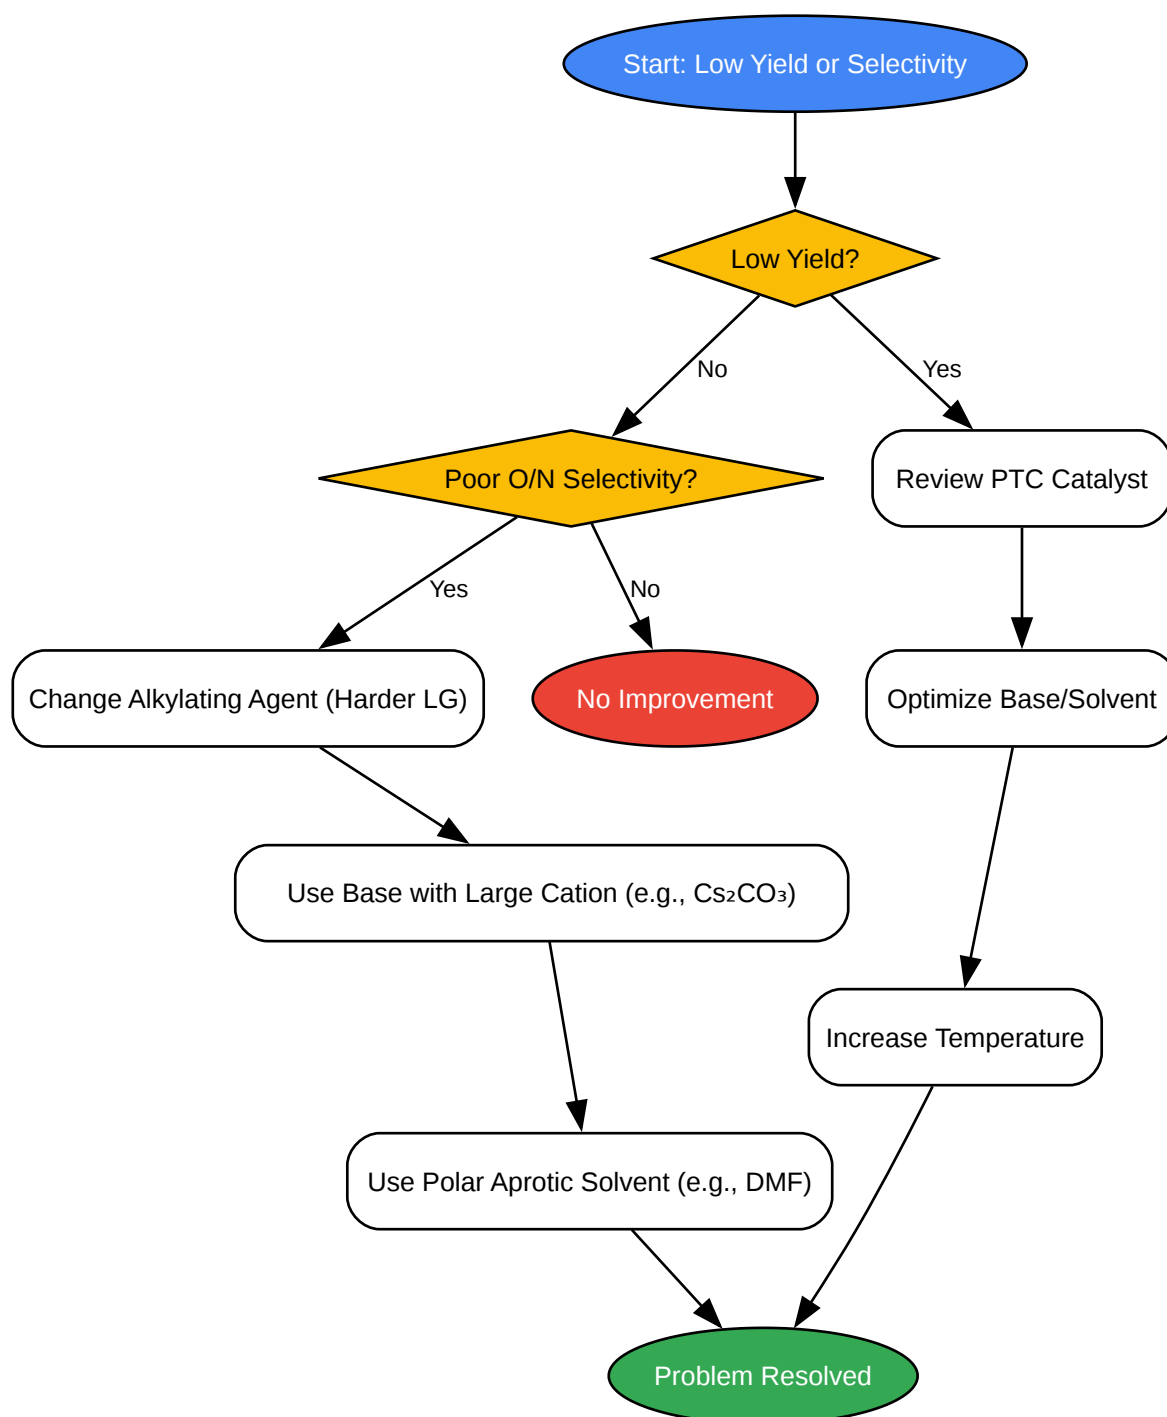 Start: Low Yield or Selectivity
Low Yield?
No
Yes
Poor O/N Selectivity?
Review PTC Catalyst
Yes
No
Change Alkylating Agent (Harder LG)
No Improvement
Optimize Base/Solvent
Use Base with Large Cation (e.g., Cs₂CO₃)
Increase Temperature
Use Polar Aprotic Solvent (e.g., DMF)
Problem Resolved